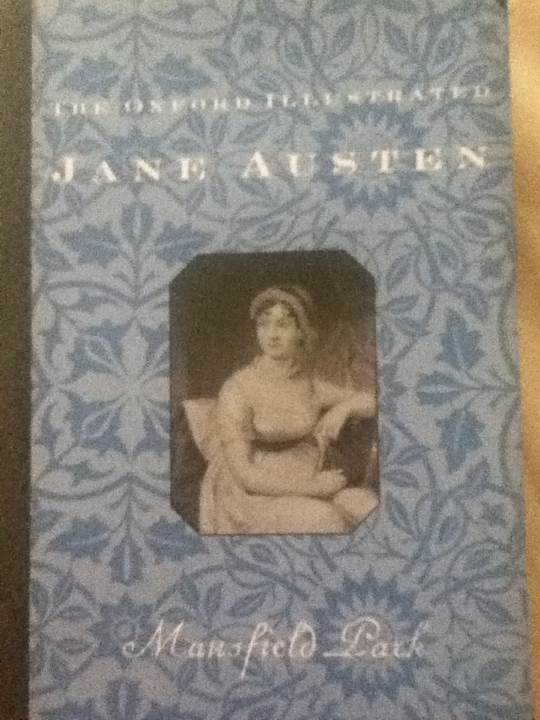 THE OXFORD ILLUSTRATED
JANE AUSTEN
Mansfield Park